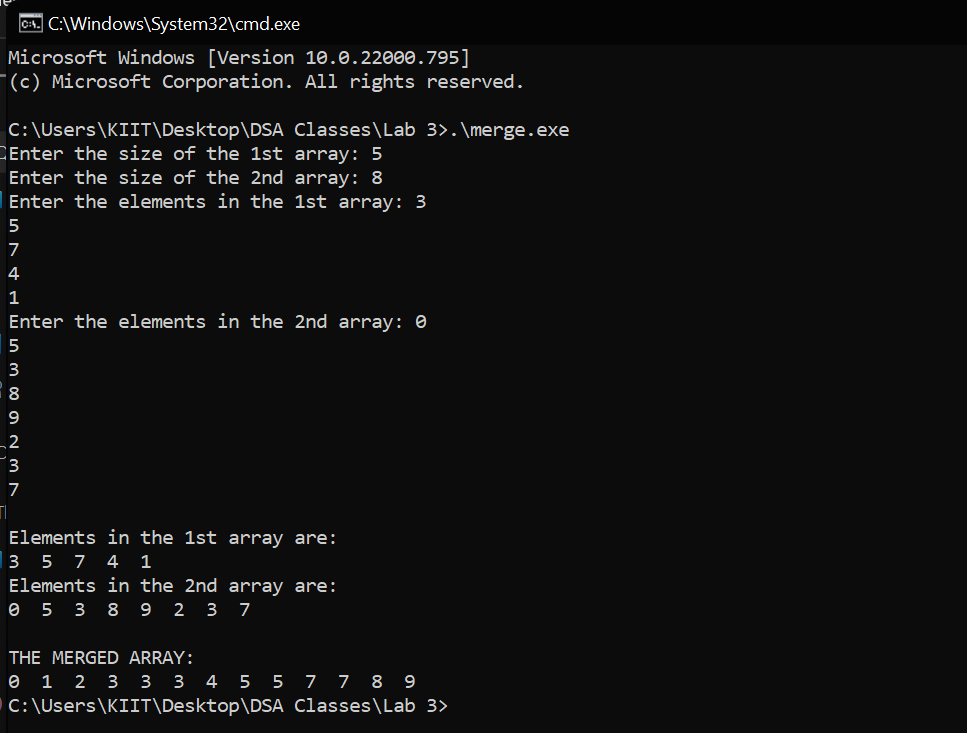 C:\Windows\System32\cmd.exe
Microsoft Windows [Version 10.0.22000.795]
(c) Microsoft Corporation. All rights reserved.
C:\Users\KIIT\Desktop\DSA Classes\Lab 3>.\merge.exe
Enter the size of the 1st array: 5
Enter the size of the 2nd array: 8
Enter the elements in the 1st array: 3
5
7
4
1
Enter the elements in the 2nd array: 0
5
3
8
9
2
3
7
Elements in the 1st array are:
3  5  7  4  1
Elements in the 2nd array are:
0  5  3  8  9  2  3  7
THE MERGED ARRAY:
0  1  2  3  3  3  4  5  5  7  7  8  9
C:\Users\KIIT\Desktop\DSA Classes\Lab 3>